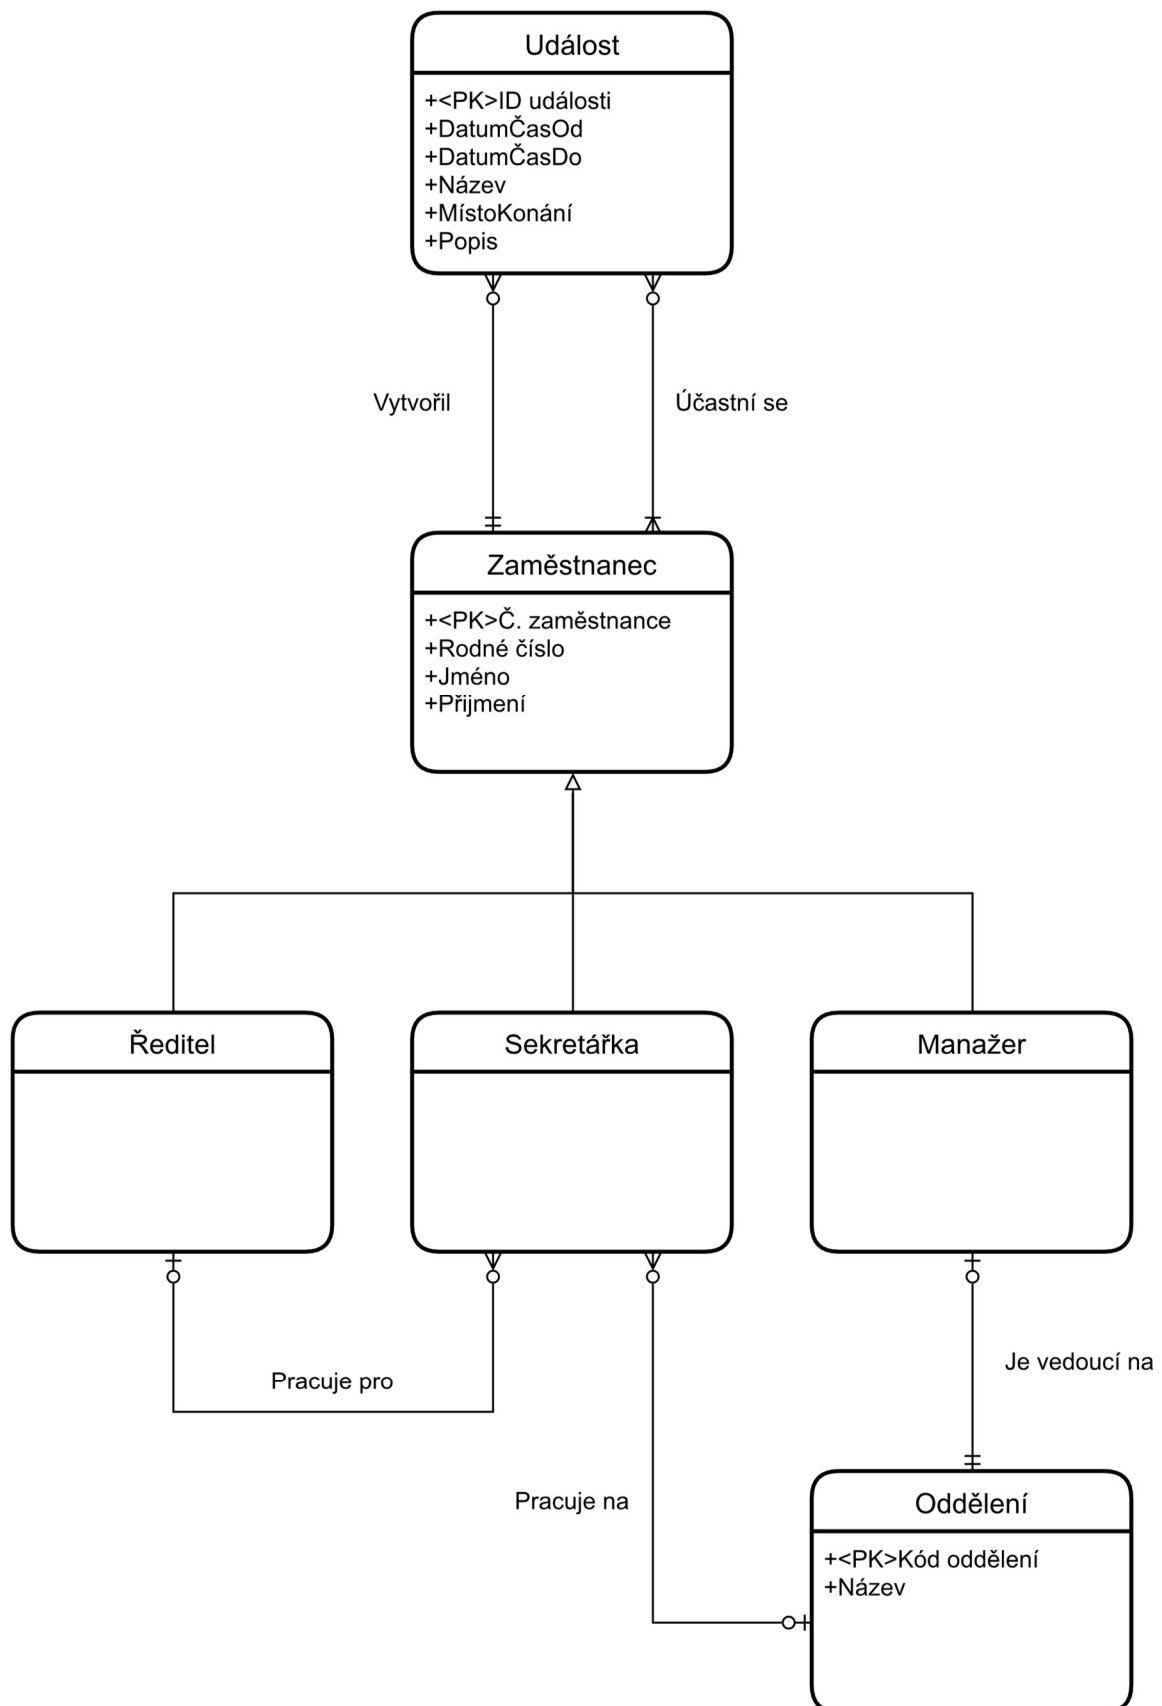 Událost
+<PK>ID události
+DatumČasOd
+DatumČasDo
+Název
+MístoKonání
+Popis
Vytvořil
Účastní se
Zaměstnanec
+<PK>Č. zaměstnance
+Rodné číslo
+Jméno
+Přijmení
Ředitel
Sekretářka
Manažer
Pracuje pro
Je vedoucí na
Pracuje na
Oddělení
+<PK>Kód oddělení
+Název